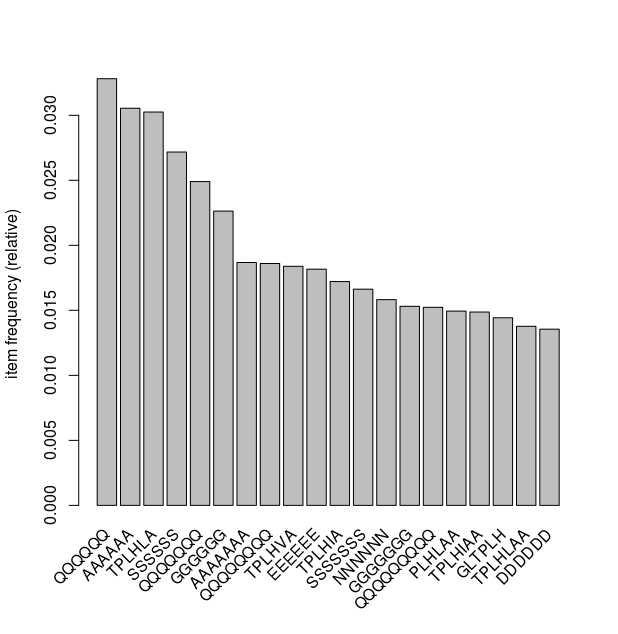 item frequency (relative)
0.000
0.005
0.010
0.015
0.020
0.025
0.030
QQQQQQ
AAAAAA
TPLHLA
SSSSSS
QQQQQQQ
GGGGGG
AAAAAAA
QQQQQQQQ
TPLHVA
EEEEEE
TPLHIA
SSSSSSS
NNNNNN
GGGGGGG
QQQQQQQQQ
PLHLAA
TPLHIAA
GLTPLH
TPLHLAA
DDDDDD